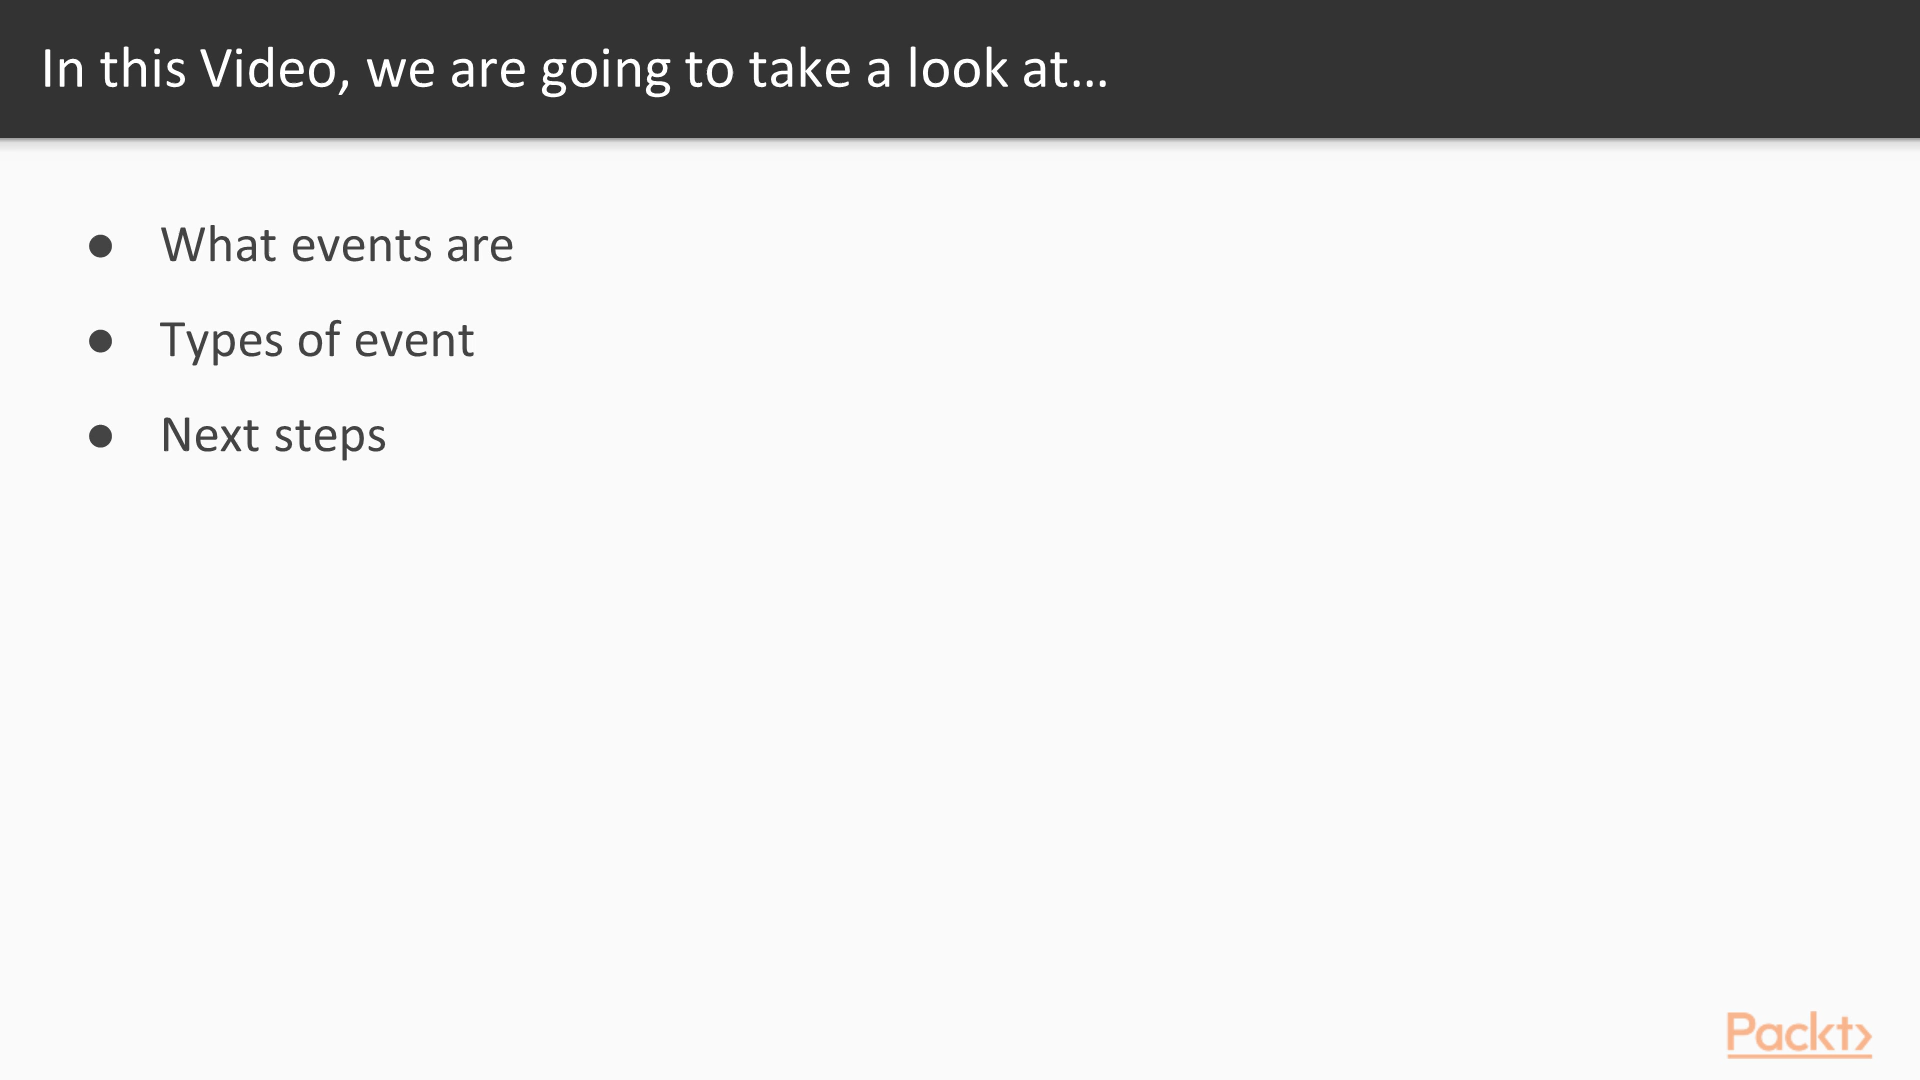 In this Video, we are going to take a look at...
● What events are
● Types of event
● Next steps
Packt>